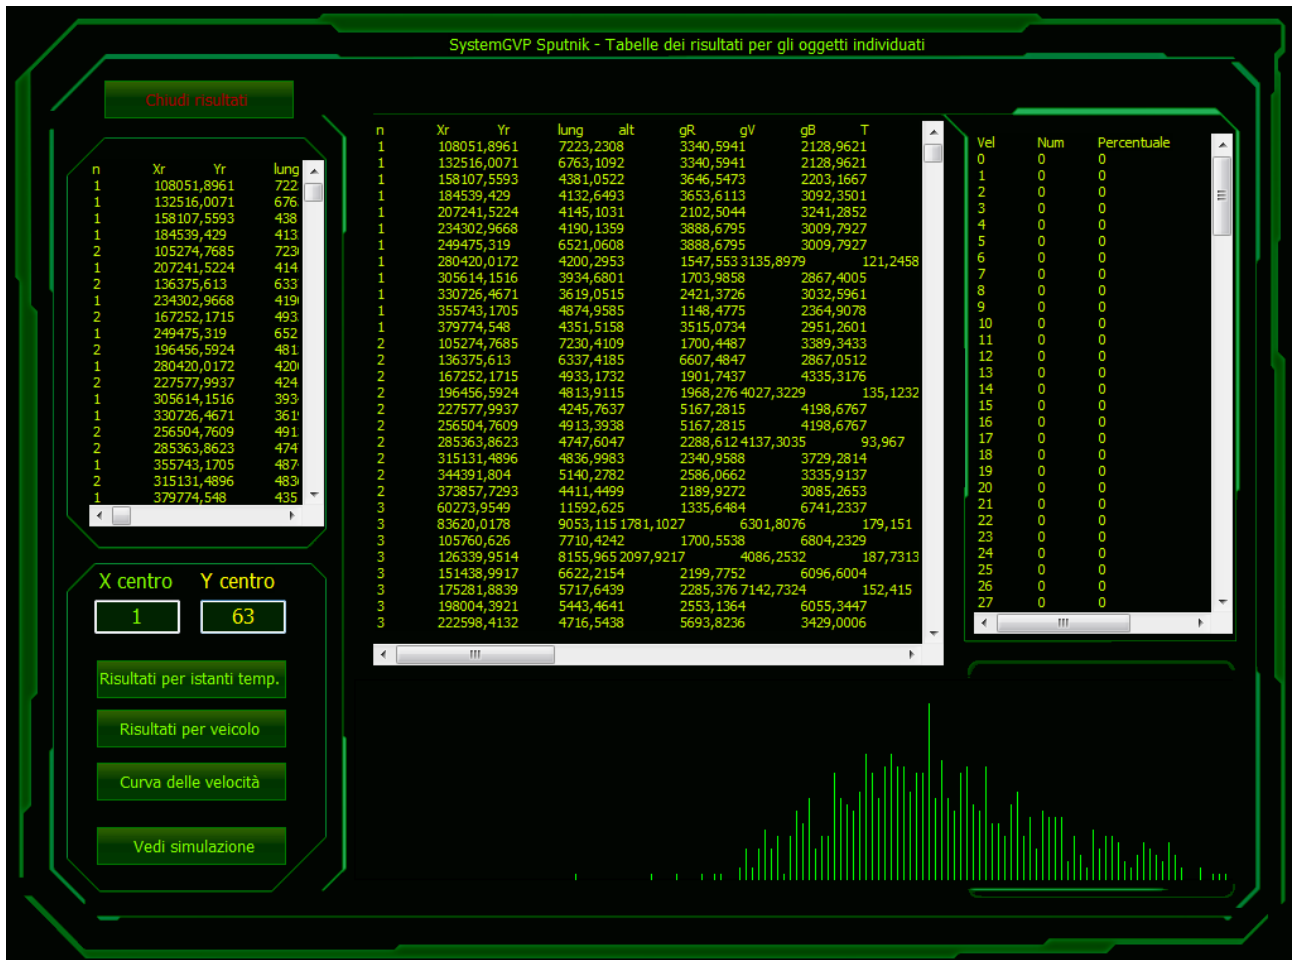 SystemGVP Sputnik - Tabelle dei risultati per gli oggetti individuati
Chiudi risultati
n Xr Yr lung
1 108051,8961 722
1 132516,0071 676
1 158107,5593 438
1 184539,429 413
2 105274,7685 723
1 207241,5224 414
2 136375,613 633
1 234302,9668 419
2 167252,1715 493
1 249475,319 652
2 196456,5924 481
1 280420,0172 420
2 227577,9937 424
1 305614,1516 393
1 330726,4671 361
2 256504,7609 491
2 285363,8623 474
1 355743,1705 487
2 315131,4896 483
1 379774,548 435
X centro Y centro
1 63
Risultati per istanti temp.
Risultati per veicolo
Curva delle velocità
Vedi simulazione
n Xr Yr lung alt gR gV gB T
1 108051,8961 7223,2308 3340,5941 2128,9621
1 132516,0071 6763,1092 3340,5941 2128,9621
1 158107,5593 4381,0522 3646,5473 2203,1667
1 184539,429 4132,6493 3653,6113 3092,3501
1 207241,5224 4145,1031 2102,5044 3241,2852
1 234302,9668 4190,1359 3888,6795 3009,7927
1 249475,319 6521,0608 3888,6795 3009,7927
1 280420,0172 4200,2953 1547,553 3135,8979 121,2458
1 305614,1516 3934,6801 1703,9858 2867,4005
1 330726,4671 3619,0515 2421,3726 3032,5961
1 355743,1705 4874,9585 1148,4775 2364,9078
1 379774,548 4351,5158 3515,0734 2951,2601
2 105274,7685 7230,4109 1700,4487 3389,3433
2 136375,613 6337,4185 6607,4847 2867,0512
2 167252,1715 4933,1732 1901,7437 4335,3176
2 196456,5924 4813,9115 1968,276 4027,3229 135,1232
2 227577,9937 4245,7637 5167,2815 4198,6767
2 256504,7609 4913,3938 5167,2815 4198,6767
2 285363,8623 4747,6047 2288,612 4137,3035 93,967
2 315131,4896 4836,9983 2340,9588 3729,2814
2 344391,804 5140,2782 2586,0662 3335,9137
2 373857,7293 4411,4499 2189,9272 3085,2653
3 60273,9549 11592,625 1335,6484 6741,2337
3 83620,0178 9053,115 1781,1027 6301,8076 179,151
3 105760,626 7710,4242 1700,5538 6804,2329
3 126339,9514 8155,965 2097,9217 4086,2532 187,7313
3 151438,9917 6622,2154 2199,7752 6096,6004
3 175281,8839 5717,6439 2285,376 7142,7324 152,415
3 198004,3921 5443,4641 2553,1364 6055,3447
3 222598,4132 4716,5438 5693,8236 3429,0006
Vel Num Percentuale
0 0 0
1 0 0
2 0 0
3 0 0
4 0 0
5 0 0
6 0 0
7 0 0
8 0 0
9 0 0
10 0 0
11 0 0
12 0 0
13 0 0
14 0 0
15 0 0
16 0 0
17 0 0
18 0 0
19 0 0
20 0 0
21 0 0
22 0 0
23 0 0
24 0 0
25 0 0
26 0 0
27 0 0